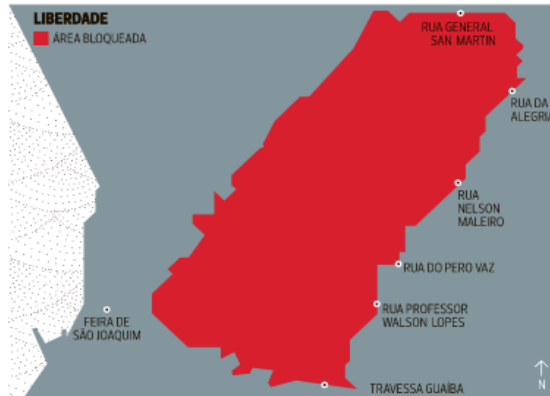 LIBERDADE
ÁREA BLOQUEADA
RUA GENERAL
SAN MARTIN
RUA DA
ALEGRIA
RUA
NELSON
MALEIRO
RUA DO PERO VAZ
RUA PROFESSOR
WALSON LOPES
FEIRA DE
SÃO JOAQUIM
TRAVESSA GUAÍBA
N